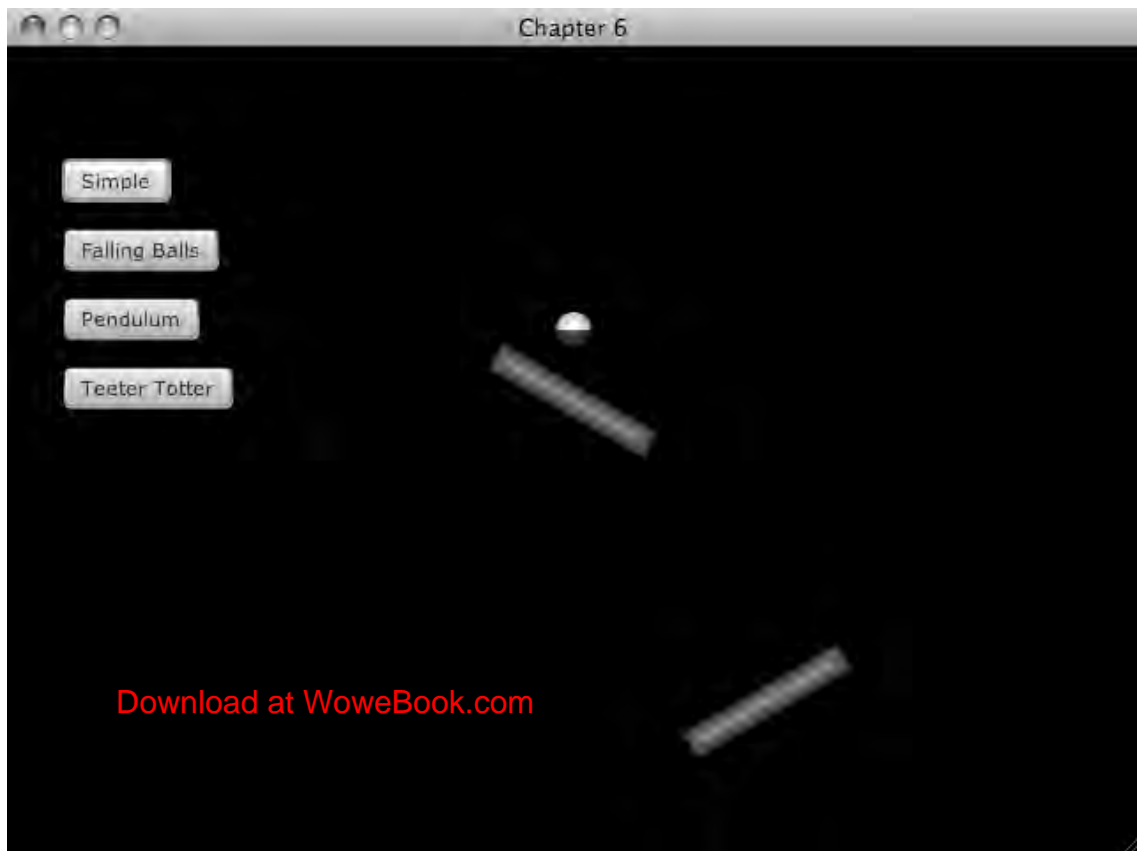 Chapter 6
Simple
Falling Balls
Pendulum
Teeter Totter
Download at WoweBook.com